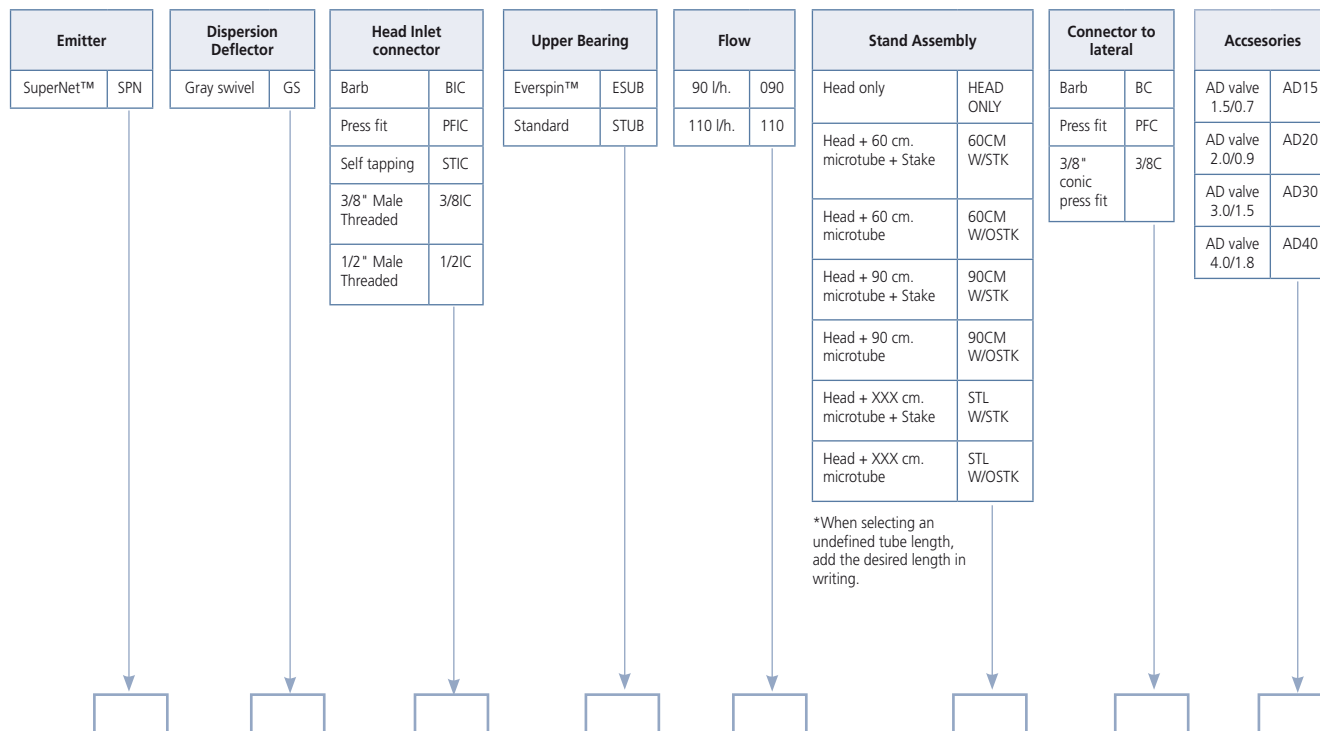 Emitter
SuperNet™ SPN
Dispersion
Deflector
Gray swivel GS
Head Inlet
connector
Barb BIC
Press fit PFIC
Self tapping STIC
3/8" Male 3/8IC
Threaded
1/2" Male 1/2IC
Threaded
Upper Bearing
Everspin™ ESUB
Standard STUB
Flow
90 l/h. 090
110 l/h. 110
Stand Assembly
Head only HEAD
ONLY
Head + 60 cm. 60CM
microtube + Stake W/STK
Head + 60 cm. 60CM
microtube W/OSTK
Head + 90 cm. 90CM
microtube + Stake W/STK
Head + 90 cm. 90CM
microtube W/OSTK
Head + XXX cm. STL
microtube + Stake W/STK
Head + XXX cm. STL
microtube W/OSTK
*When selecting an
undefined tube length,
add the desired length in
writing.
Connector to
lateral
Barb BC
Press fit PFC
3/8" 3/8C
conic
press fit
Accsesories
AD valve AD15
1.5/0.7
AD valve AD20
2.0/0.9
AD valve AD30
3.0/1.5
AD valve AD40
4.0/1.8